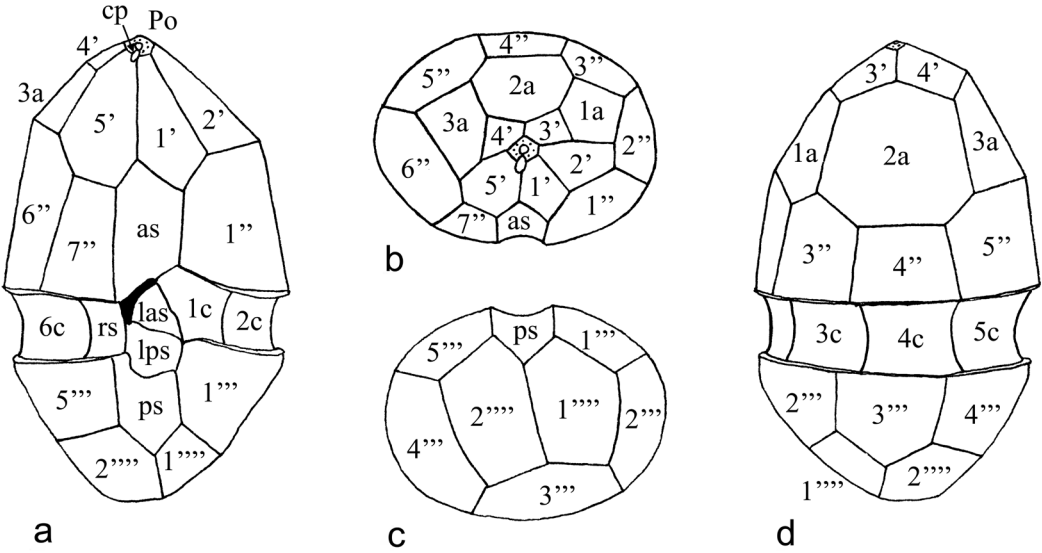 cp Po
4’
3a
5’ 1’ 2’
6’’ 7’’ as 1’’
las 1c
6c rs 2c
lps
5’’’ ps 1’’’
2’’’’ 1’’’’
a
4’’
5’’ 3’’
2a
3a 1a
4’ 3’
6’’ 2’ 2’’
5’ 1’
7’’ as 1’’
b
ps
5’’’ 1’’’
2’’’’ 1’’’’ 2’’’
4’’’
3’’’
c
3’ 4’
1a 2a 3a
3’’ 4’’ 5’’
3c 4c 5c
2’’’ 3’’’ 4’’’
1’’’’ 2’’’’’
d